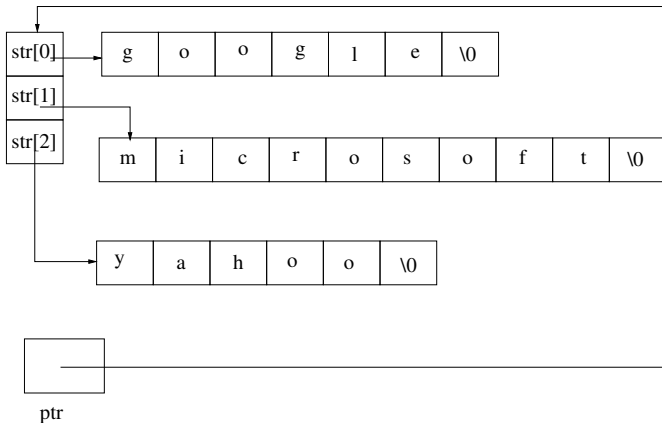 str[0]
g o o g l e \0
str[1]
str[2]
m i c r o s o f t \0
y a h o o \0
ptr